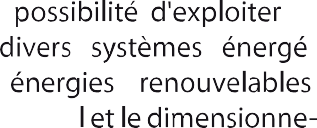 possibilité d'exploiter
divers systèmes énergé
énergies renouvelables
l et le dimensionne-